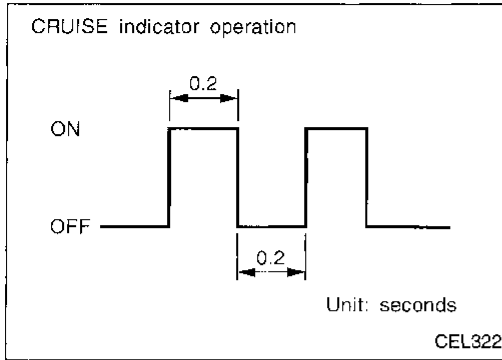 CRUISE indicator operation
0.2
ON
OFF
0.2
Unit: seconds
CEL322